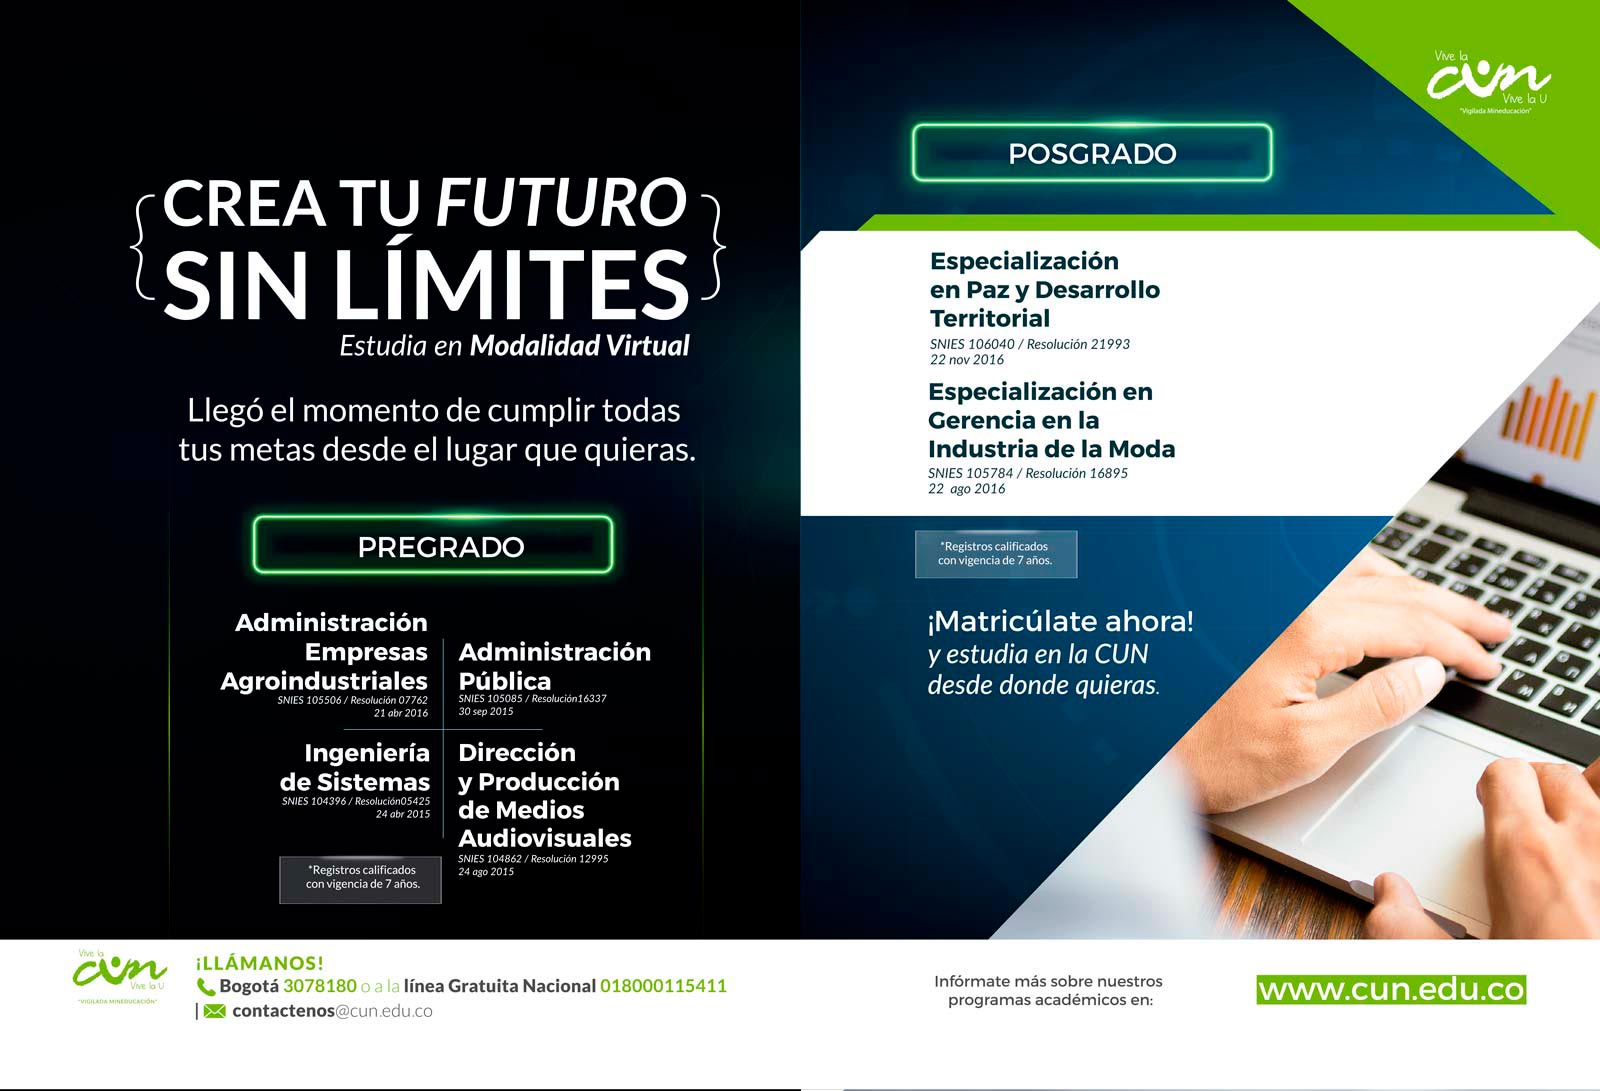 CREA TU FUTURO
SIN LÍMITES
Estudia en Modalidad Virtual
Llegó el momento de cumplir todas
tus metas desde el lugar que quieras.
PREGRADO
Administración
Empresas
Agroindustriales
SNIES 105506 / Resolución 07762
21 abr 2016
Administración
Pública
SNIES 105085 / Resolución16337
30 sep 2015
Ingeniería
de Sistemas
SNIES 104396 / Resolución05425
24 abr 2015
Dirección
y Producción
de Medios
Audiovisuales
SNIES 104862 / Resolución 12995
24 ago 2015
*Registros calificados
con vigencia de 7 años.
Vive la
cun
Vive la U
"VIGILADA MINEDUCACIÓN"
¡LLÁMANOS!
Bogotá 3078180 o a la línea Gratuita Nacional 018000115411
| contactenos@cun.edu.co
Vive la
cun
Vive la U
"Vigilada Mineducación"
POSGRADO
Especialización
en Paz y Desarrollo
Territorial
SNIES 106040 / Resolución 21993
22 nov 2016
Especialización en
Gerencia en la
Industria de la Moda
SNIES 105784 / Resolución 16895
22 ago 2016
*Registros calificados
con vigencia de 7 años.
¡Matricúlate ahora!
y estudia en la CUN
desde donde quieras.
Infórmate más sobre nuestros
programas académicos en:
www.cun.edu.co